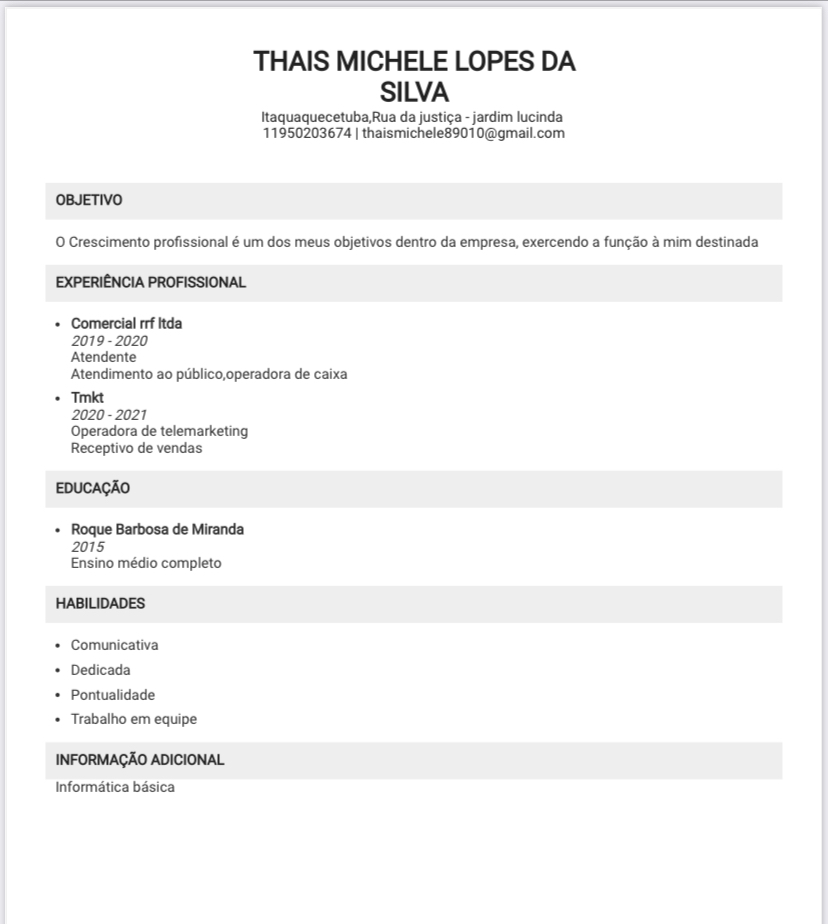 THAIS MICHELE LOPES DA
SILVA
Itaquaquecetuba,Rua da justiça - jardim lucinda
11950203674 | thaismichele89010@gmail.com
OBJETIVO
O Crescimento profissional é um dos meus objetivos dentro da empresa, exercendo a função à mim destinada
EXPERIÊNCIA PROFISSIONAL
• Comercial rrf ltda
2019 - 2020
Atendente
Atendimento ao público,operadora de caixa
• Tmkt
2020 - 2021
Operadora de telemarketing
Receptivo de vendas
EDUCAÇÃO
• Roque Barbosa de Miranda
2015
Ensino médio completo
HABILIDADES
• Comunicativa
• Dedicada
• Pontualidade
• Trabalho em equipe
INFORMAÇÃO ADICIONAL
Informática básica